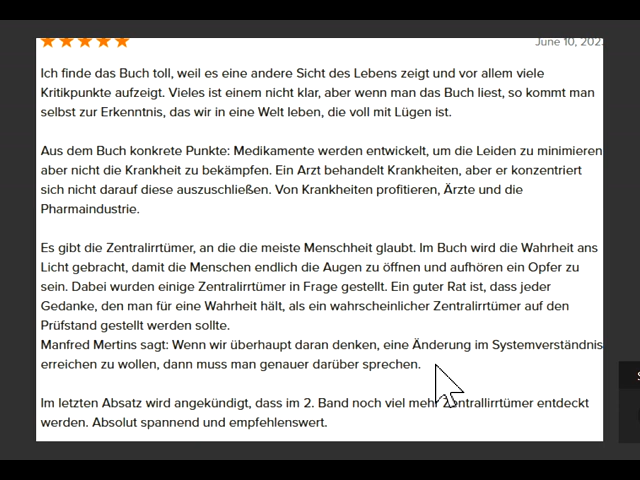 June 10, 202
Ich finde das Buch toll, weil es eine andere Sicht des Lebens zeigt und vor allem viele
Kritikpunkte aufzeigt. Vieles ist einem nicht klar, aber wenn man das Buch liest, so kommt man
selbst zur Erkenntnis, das wir in eine Welt leben, die voll mit Lügen ist.
Aus dem Buch konkrete Punkte: Medikamente werden entwickelt, um die Leiden zu minimieren
aber nicht die Krankheit zu bekämpfen. Ein Arzt behandelt Krankheiten, aber er konzentriert
sich nicht darauf diese auszuschließen. Von Krankheiten profitieren, Ärzte und die
Pharmaindustrie.
Es gibt die Zentralirrtümer, an die die meiste Menschheit glaubt. Im Buch wird die Wahrheit ans
Licht gebracht, damit die Menschen endlich die Augen zu öffnen und aufhören ein Opfer zu
sein. Dabei wurden einige Zentralirrtümer in Frage gestellt. Ein guter Rat ist, dass jeder
Gedanke, den man für eine Wahrheit hält, als ein wahrscheinlicher Zentralirrtümer auf den
Prüfstand gestellt werden sollte.
Manfred Mertins sagt: Wenn wir überhaupt daran denken, eine Änderung im Systemverständnis
erreichen zu wollen, dann muss man genauer darüber sprechen.
Im letzten Absatz wird angekündigt, dass im 2. Band noch viel mehr Zentrallirrtümer entdeckt
werden. Absolut spannend und empfehlenswert.